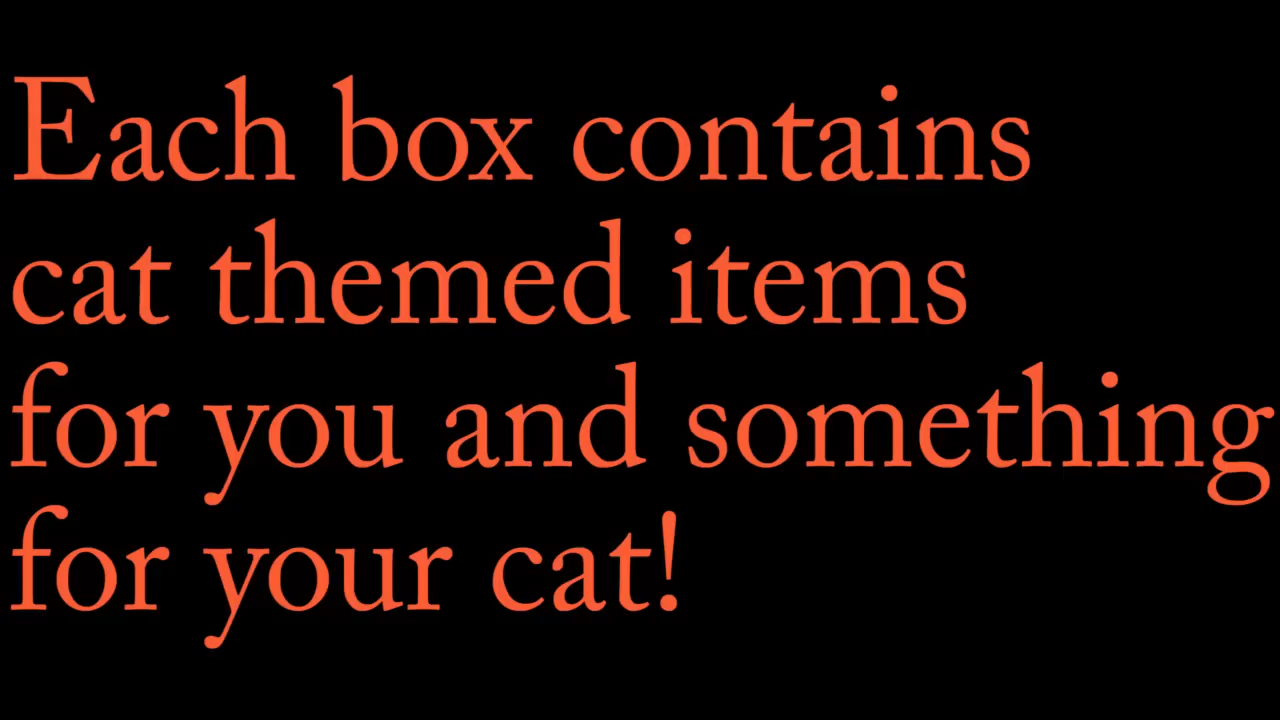 Each box contains
cat themed items
for you and something
for your cat!